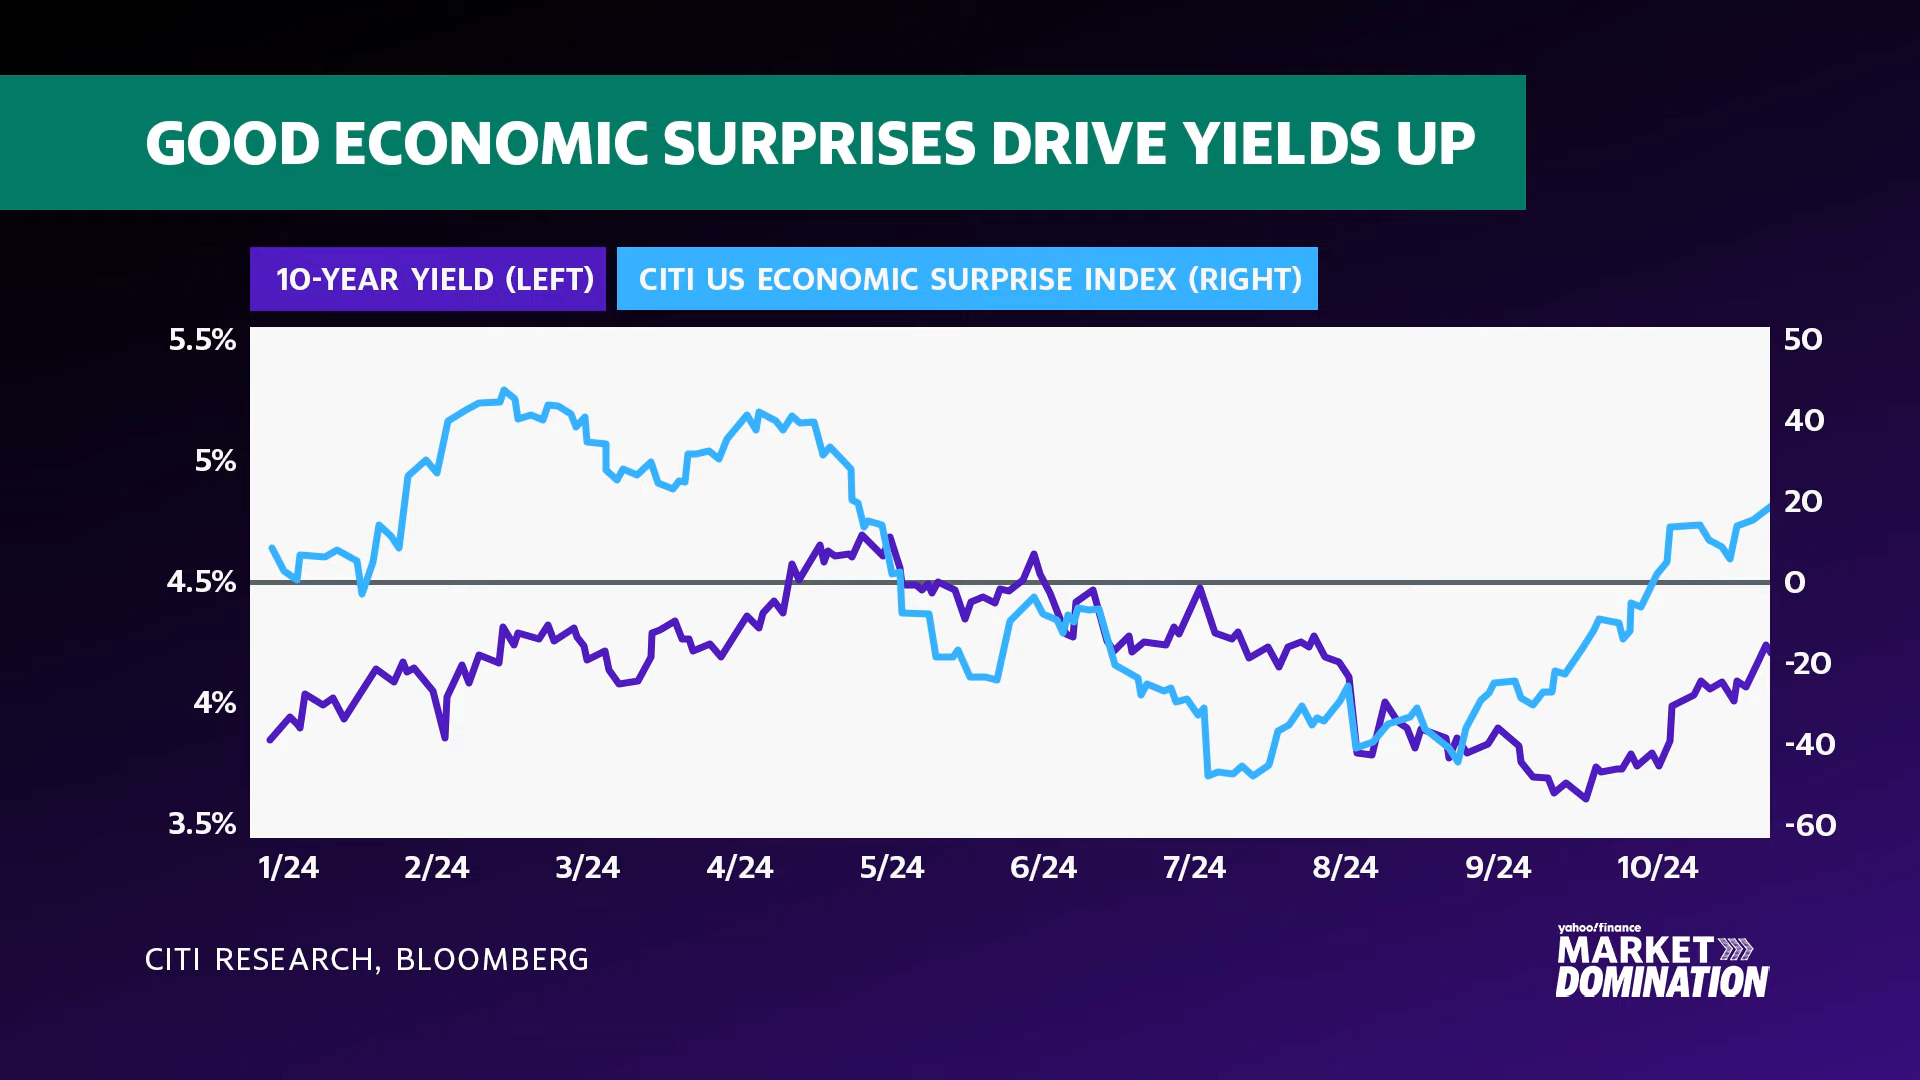 GOOD ECONOMIC SURPRISES DRIVE YIELDS UP
10-YEAR YIELD (LEFT)
CITI US ECONOMIC SURPRISE INDEX (RIGHT)
5.5%
5%
4.5%
4%
3.5%
50
40
20
0
-20
-40
-60
1/24 2/24 3/24 4/24 5/24 6/24 7/24 8/24 9/24 10/24
CITI RESEARCH, BLOOMBERG
yahoo!finance
MARKET
DOMINATION